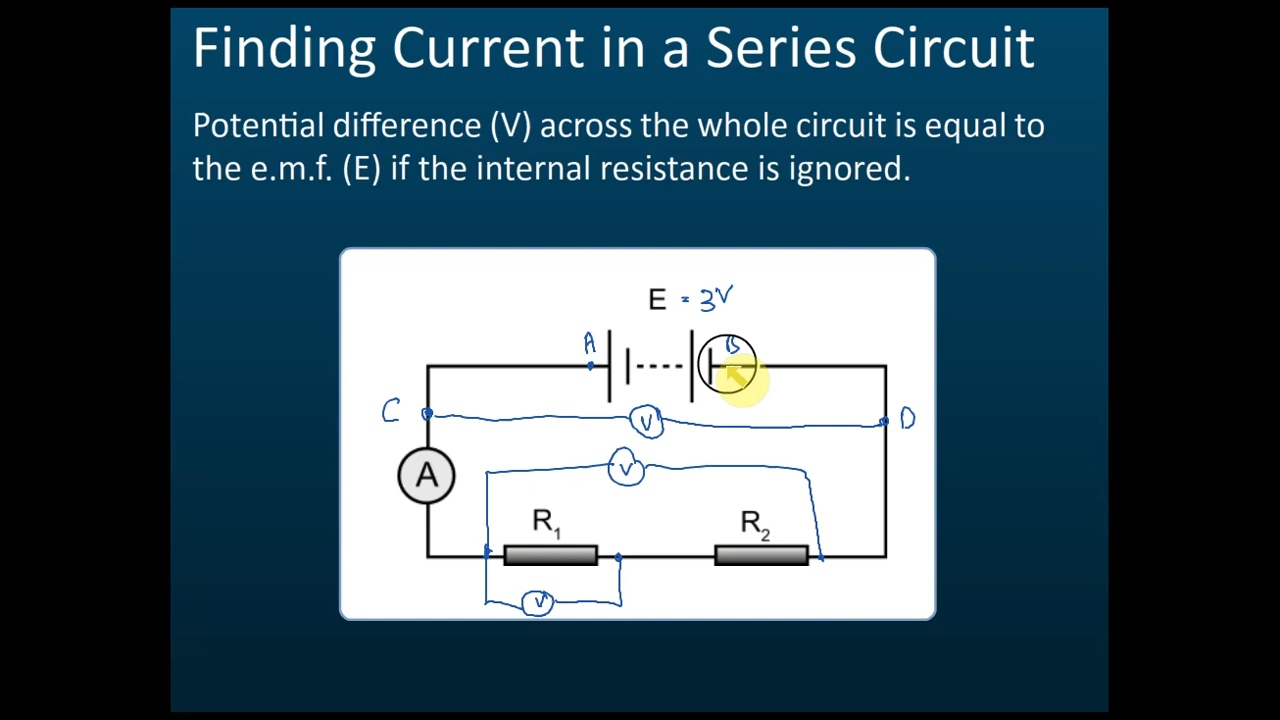 Finding Current in a Series Circuit
Potential difference (V) across the whole circuit is equal to
the e.m.f. (E) if the internal resistance is ignored.
E = 3V
A
B
C
V
D
A
V
R1
R2
V